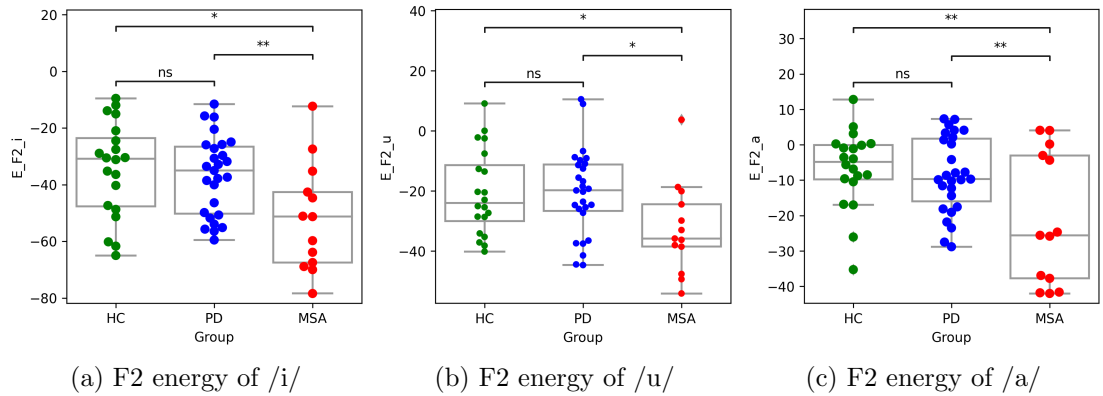 20
0
−20
−40
−60
−80
E_F2_i
*
**
ns
HC PD MSA
Group
(a) F2 energy of /i/
40
20
0
−20
−40
E_F2_u
*
*
ns
HC PD MSA
Group
(b) F2 energy of /u/
30
20
10
0
−10
−20
−30
−40
E_F2_a
**
**
ns
HC PD MSA
Group
(c) F2 energy of /a/